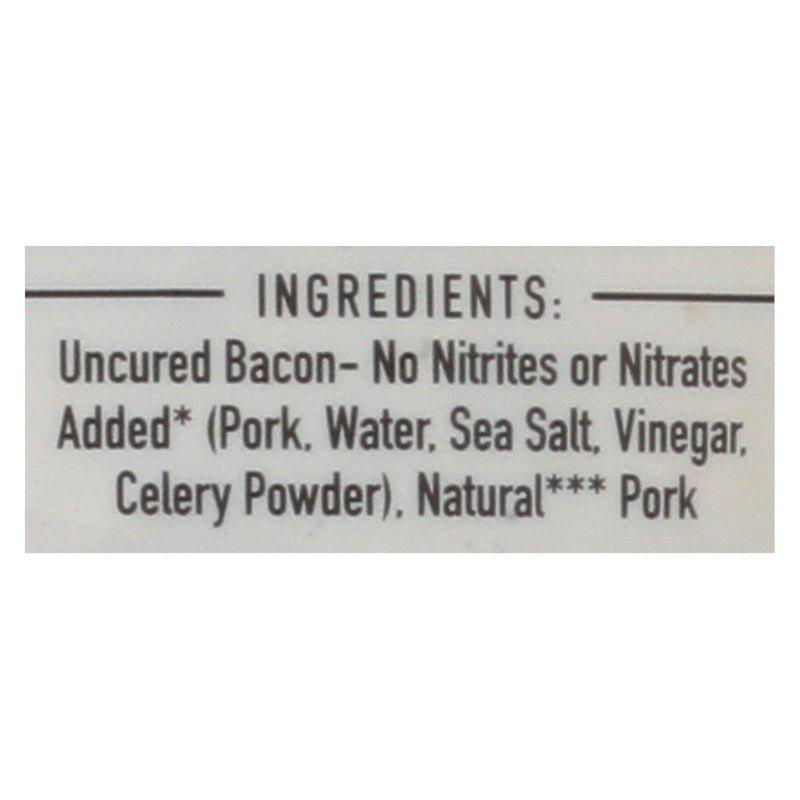 INGREDIENTS:
Uncured Bacon- No Nitrites or Nitrates
Added* (Pork, Water, Sea Salt, Vinegar,
Celery Powder), Natural*** Pork